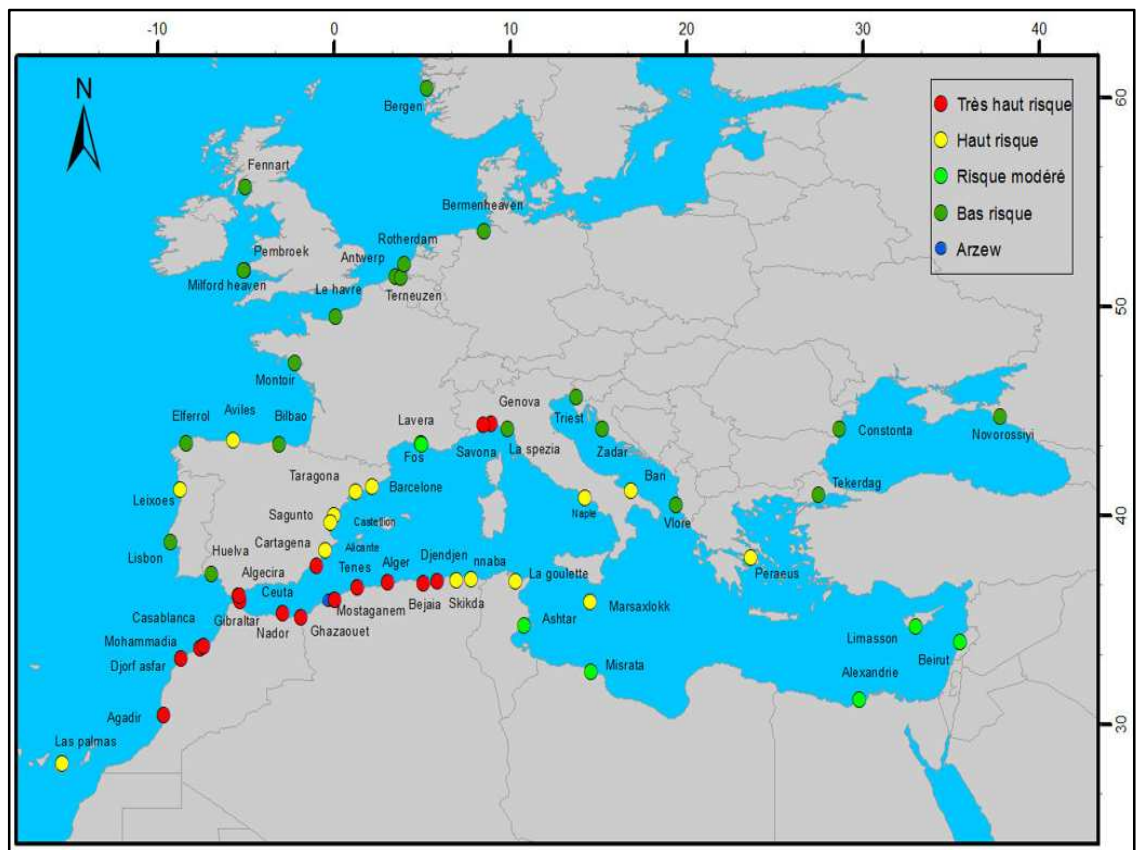 -10 0 10 20 30 40
N
Bergen
Très haut risque
Haut risque
Risque modéré
Bas risque
Arzew
60
Fennart
Bermenheaven
Rotherdam
Pembroek
Antwerp
Milford heaven
Le havre
Terneuzen
50
Montoir
Elferrol
Aviles
Bilbao
Lavera
Genova
Triest
Constonta
Novorossiyi
Fos
Savona
La spezia
Zadar
Taragona
Barcelone
Bari
Tekerdag
Leixoes
Sagunto
Castellion
Naple
Vlore
40
Lisbon
Huelva
Cartagena
Alicante
Djendjen
nnaba
Algecira
Tenes
Alger
La goulette
Peraeus
Ceuta
Casablanca
Gibraltar
Mostaganem
Bejaia
Skikda
Marsaxlokk
Mohammadia
Nador
Ghazaouet
Ashtar
Limasson
Djorf asfar
Misrata
Alexandrie
Beirut
Agadir
30
Las palmas